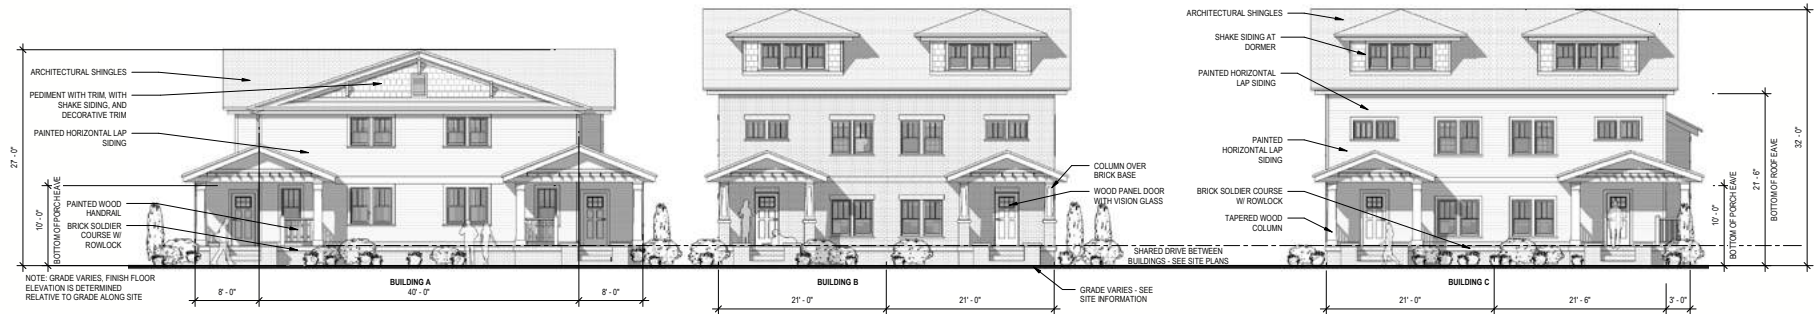 ARCHITECTURAL SHINGLES
PEDIMENT WITH TRIM, WITH
SHAKE SIDING, AND
DECORATIVE TRIM
PAINTED HORIZONTAL LAP
SIDING
27' - 0"
10' - 0"
BOTTOM OF PORCH EAVE
PAINTED WOOD
HANDRAIL
BRICK SOLDIER
COURSE W/
ROWLOCK
NOTE: GRADE VARIES, FINISH FLOOR
ELEVATION IS DETERMINED
RELATIVE TO GRADE ALONG SITE
BUILDING A
8' - 0"
40' - 0"
8' - 0"
COLUMN OVER
BRICK BASE
WOOD PANEL DOOR
WITH VISION GLASS
SHARED DRIVE BETWEEN
BUILDINGS - SEE SITE PLANS
GRADE VARIES - SEE
SITE INFORMATION
BUILDING B
21' - 0"
21' - 0"
ARCHITECTURAL SHINGLES
SHAKE SIDING AT
DORMER
PAINTED HORIZONTAL
LAP SIDING
PAINTED
HORIZONTAL LAP
SIDING
BRICK SOLDIER COURSE
W/ ROWLOCK
TAPERED WOOD
COLUMN
BUILDING C
21' - 0"
21' - 6"
3' - 0"
10' - 0"
BOTTOM OF PORCH EAVE
21' - 6"
BOTTOM OF ROOF EAVE
32' - 0"